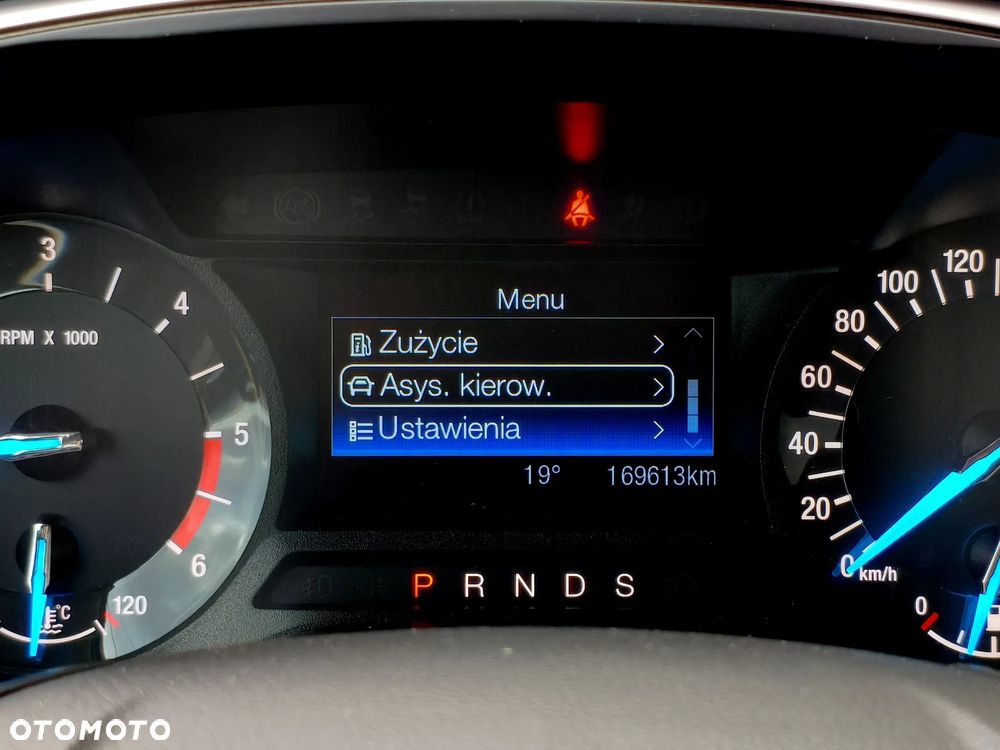 3
4
RPM X 1000
5
6
°C
120
Menu
Zużycie
Asys. kierow.
Ustawienia
19° 169613km
P R N D S
120
100
80
60
40
20
0 km/h
0
OTOMOTO